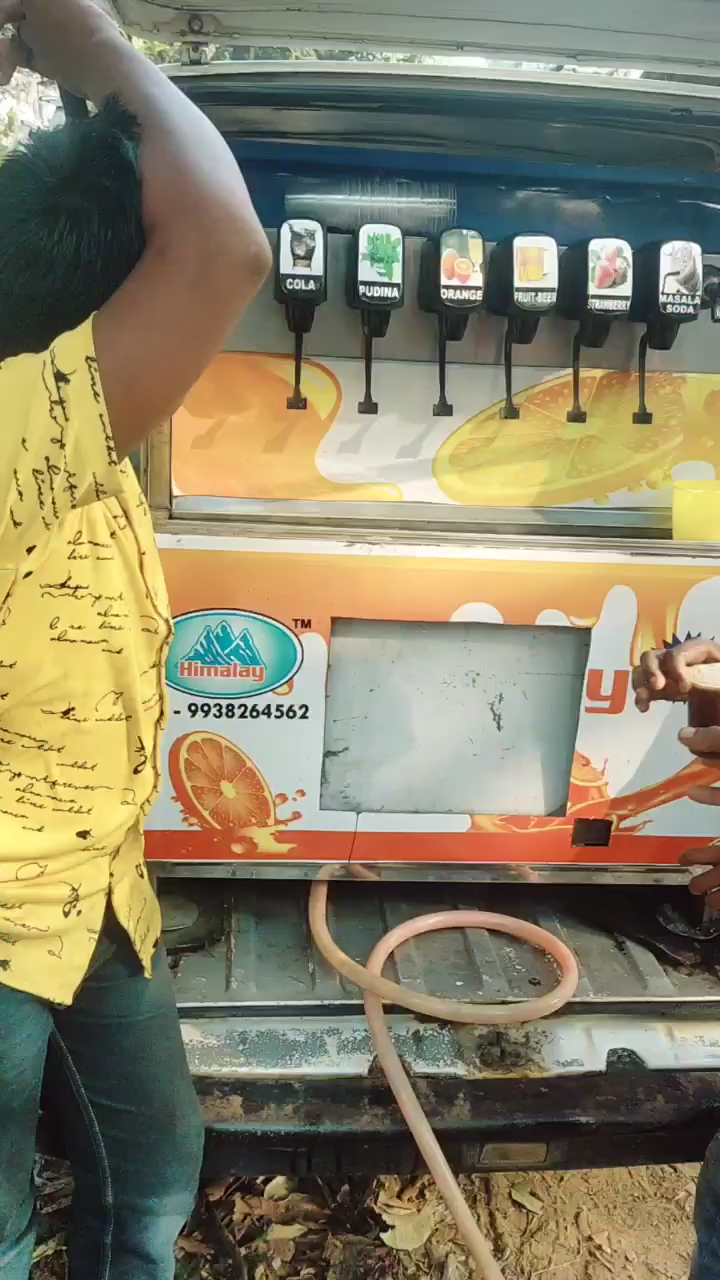 COLA
PUDINA
ORANGE
FRUIT-BEER
STRAWBERRY
MASALA
SODA
Himalay
TM
- 9938264562
y